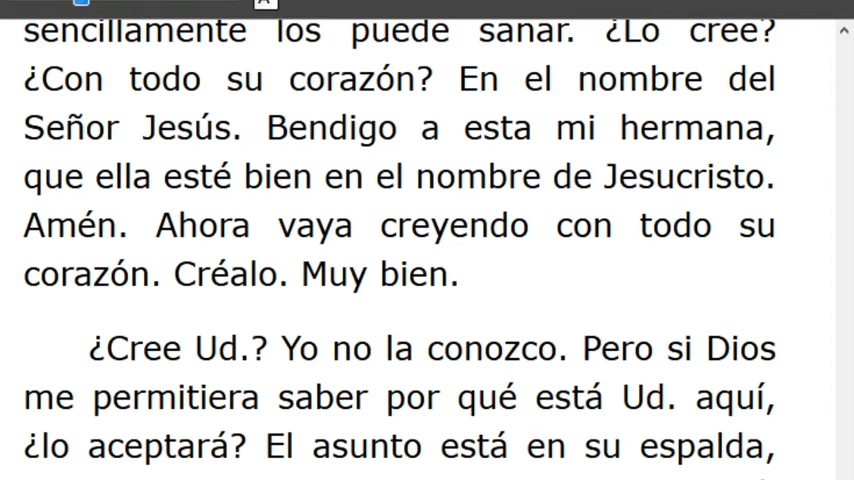 sencillamente los puede sanar. ¿Lo cree?
¿Con todo su corazón? En el nombre del
Señor Jesús. Bendigo a esta mi hermana,
que ella esté bien en el nombre de Jesucristo.
Amén. Ahora vaya creyendo con todo su
corazón. Créalo. Muy bien.
¿Cree Ud.? Yo no la conozco. Pero si Dios
me permitiera saber por qué está Ud. aquí,
¿lo aceptará? El asunto está en su espalda,